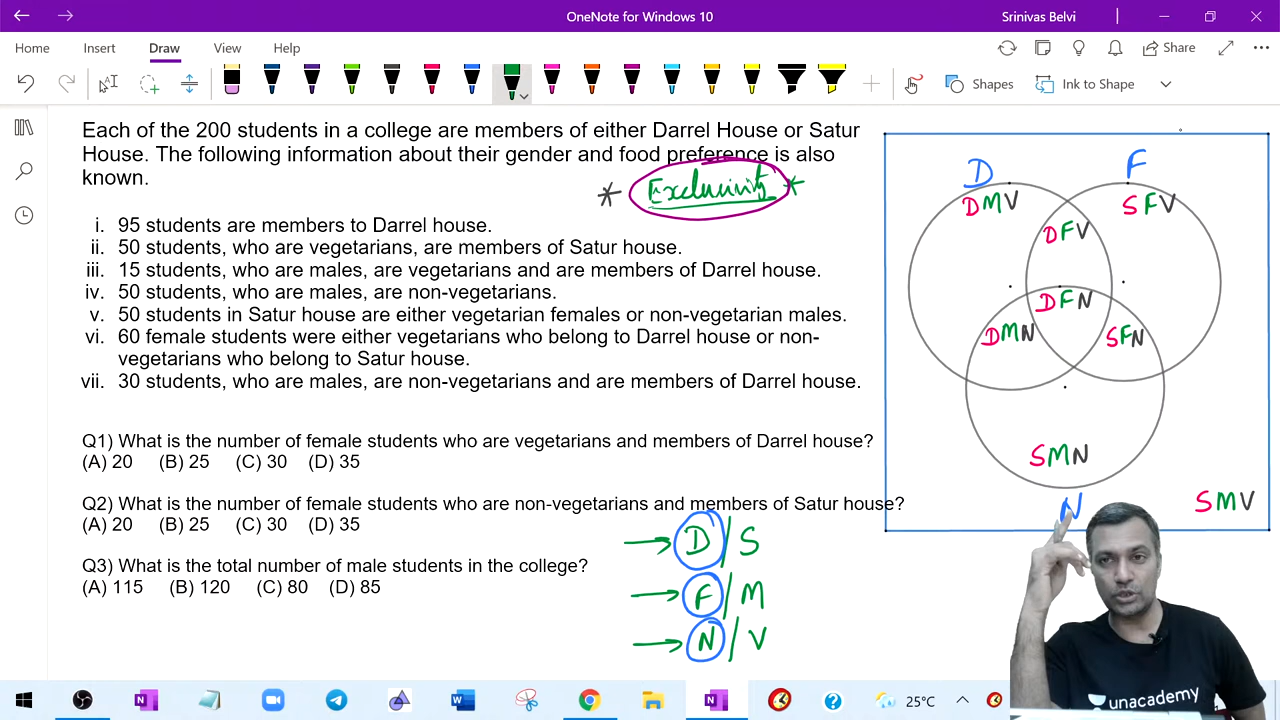 OneNote for Windows 10
Srinivas Belvi
Home Insert Draw View Help
Share
Shapes
Ink to Shape
Each of the 200 students in a college are members of either Darrel House or Satur
House. The following information about their gender and food preference is also
known.
* Exclusivity *
i. 95 students are members to Darrel house.
ii. 50 students, who are vegetarians, are members of Satur house.
iii. 15 students, who are males, are vegetarians and are members of Darrel house.
iv. 50 students, who are males, are non-vegetarians.
v. 50 students in Satur house are either vegetarian females or non-vegetarian males.
vi. 60 female students were either vegetarians who belong to Darrel house or non-
vegetarians who belong to Satur house.
vii. 30 students, who are males, are non-vegetarians and are members of Darrel house.
Q1) What is the number of female students who are vegetarians and members of Darrel house?
(A) 20 (B) 25 (C) 30 (D) 35
Q2) What is the number of female students who are non-vegetarians and members of Satur house?
(A) 20 (B) 25 (C) 30 (D) 35
Q3) What is the total number of male students in the college?
(A) 115 (B) 120 (C) 80 (D) 85
D / S
F / M
N / V
D F
DMV SFV
DFV
DFN
DMN SFN
SMN
N
SMV
unacademy
25°C